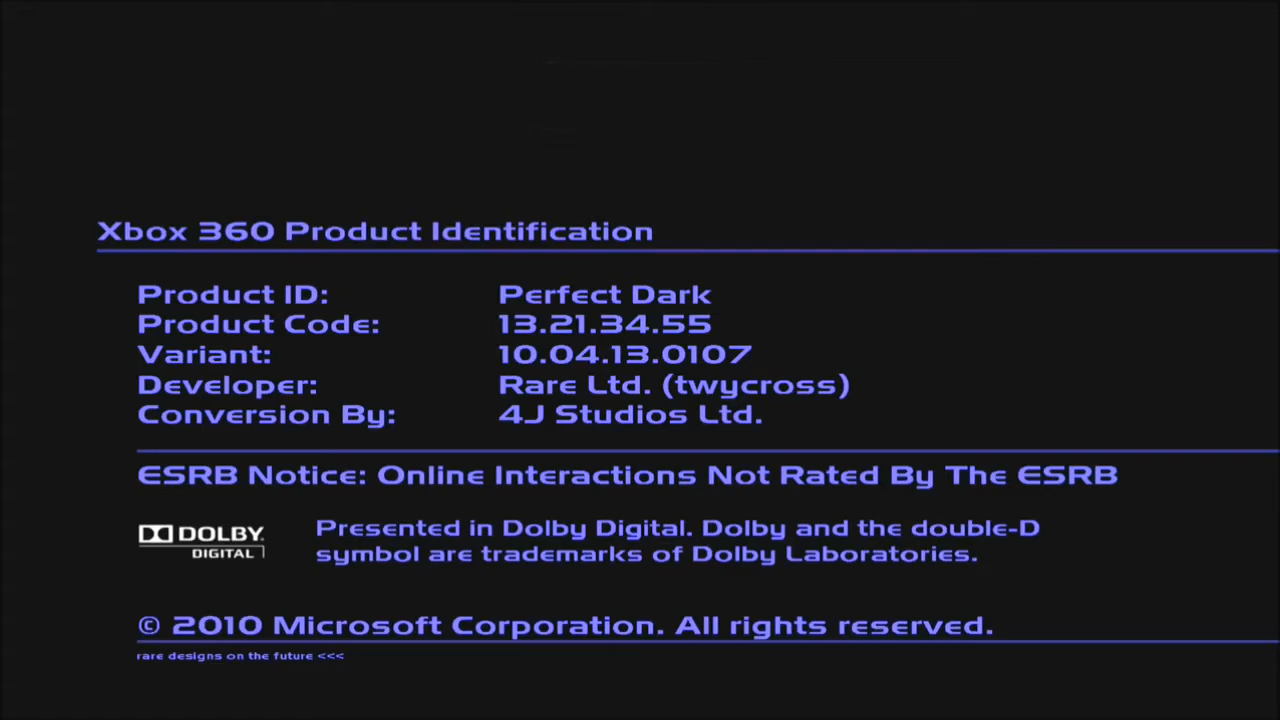 Xbox 360 Product Identification
Product ID: Perfect Dark
Product Code: 13.21.34.55
Variant: 10.04.13.0107
Developer: Rare Ltd. (twycross)
Conversion By: 4J Studios Ltd.
ESRB Notice: Online Interactions Not Rated By The ESRB
DOLBY
DIGITAL
Presented in Dolby Digital. Dolby and the double-D
symbol are trademarks of Dolby Laboratories.
© 2010 Microsoft Corporation. All rights reserved.
rare designs on the future <<<